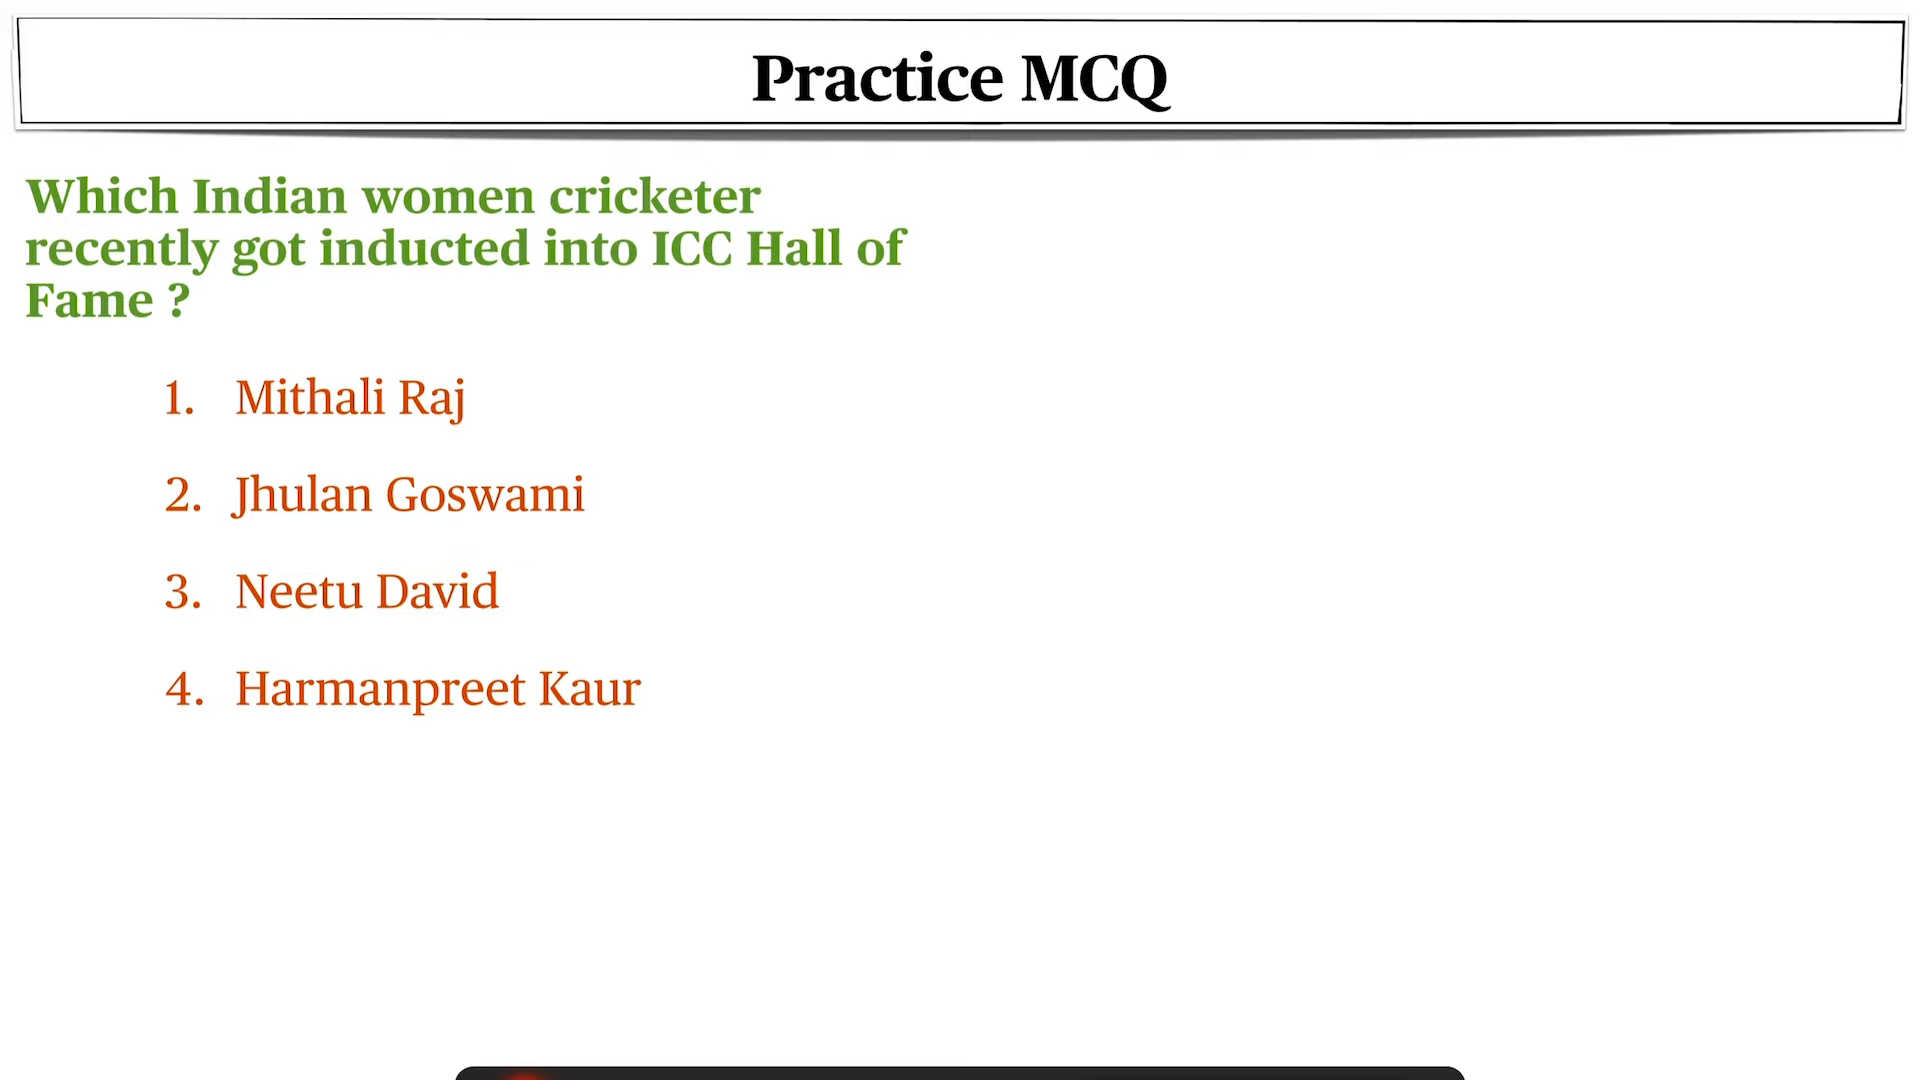 Practice MCQ
Which Indian women cricketer
recently got inducted into ICC Hall of
Fame ?
1. Mithali Raj
2. Jhulan Goswami
3. Neetu David
4. Harmanpreet Kaur